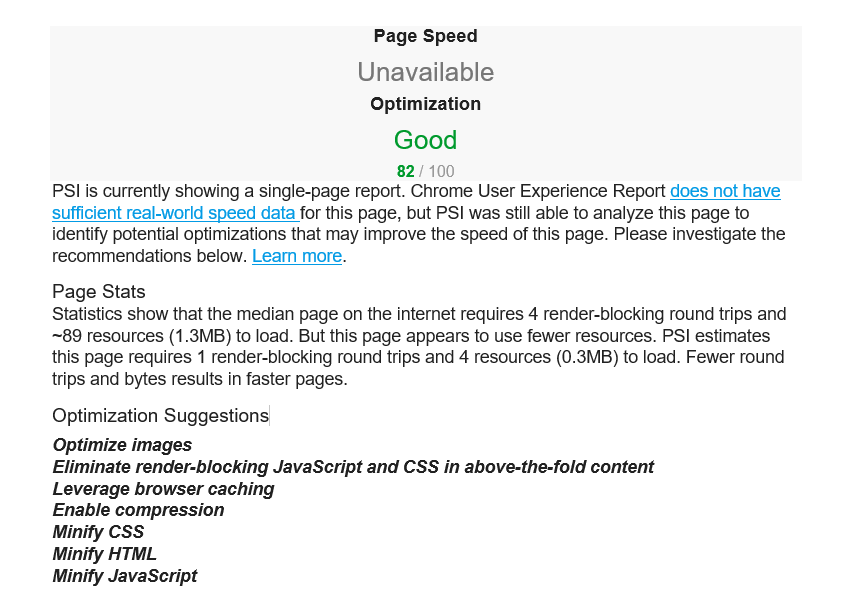 Page Speed
Unavailable
Optimization
Good
82 / 100
PSI is currently showing a single-page report. Chrome User Experience Report does not have
sufficient real-world speed data for this page, but PSI was still able to analyze this page to
identify potential optimizations that may improve the speed of this page. Please investigate the
recommendations below. Learn more.
Page Stats
Statistics show that the median page on the internet requires 4 render-blocking round trips and
~89 resources (1.3MB) to load. But this page appears to use fewer resources. PSI estimates
this page requires 1 render-blocking round trips and 4 resources (0.3MB) to load. Fewer round
trips and bytes results in faster pages.
Optimization Suggestions
Optimize images
Eliminate render-blocking JavaScript and CSS in above-the-fold content
Leverage browser caching
Enable compression
Minify CSS
Minify HTML
Minify JavaScript